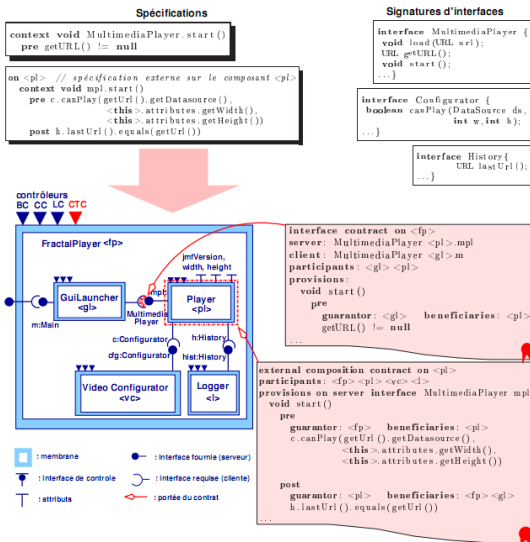 Spécifications
context void MultimediaPlayer.start()
pre getURL() != null
on <pl> // spécification externe sur le composant <pl>
context void mpl.start()
pre c.canPlay(getUrl().getDatasource(),
<this>.attributes.getWidth(),
<this>.attributes.getHeight())
post h.lastUrl().equals(getUrl())
Signatures d'interfaces
interface MultimediaPlayer {
void load(URL url);
URL getURL();
void start();
...}
interface Configurator {
boolean canPlay(DataSource ds,
int w, int h);
...}
interface History{
URL lastUrl();
...}
contrôleurs
BC CC LC CTC
FractalPlayer <fp>
jmfVersion,
width, height
mpl:
GuiLauncher
<gl>
Multimedia
Player
Player
<pl>
m:Main
c:Configurator
h:History
cfg:Configurator
hist:History
Video Configurator
<vc>
Logger
<l>
: membrane
: Interface fournie (serveur)
: Interface de controle
: Interface requise (cliente)
: attributs
: portée du contrat
interface contract on <fp>
server: MultimediaPlayer <pl>.mpl
client: MultimediaPlayer <gl>.m
participants: <gl> <pl>
provisions:
void start()
pre
guarantor: <gl> beneficiaries: <pl>
getURL() != null
...
external composition contract on <pl>
participants: <fp><pl><vc><l>
provisions on server interface MultimediaPlayer mpl
void start()
pre
guarantor: <fp> beneficiaries: <pl>
c.canPlay(getUrl().getDatasource(),
<this>.attributes.getWidth(),
<this>.attributes.getHeight())
post
guarantor: <pl> beneficiaries: <fp><gl>
h.lastUrl().equals(getUrl())
...